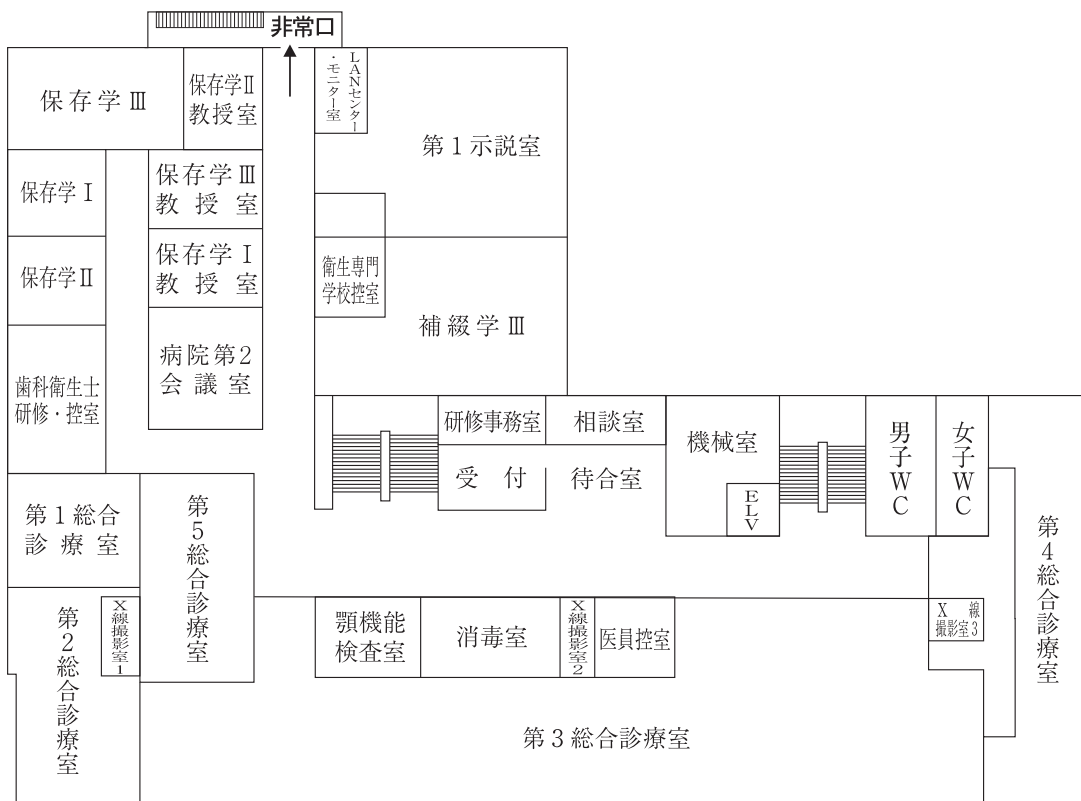 非常口
LANセンター
・モニター室
保存学Ⅲ
保存学Ⅱ
教授室
第1示説室
保存学Ⅰ
保存学Ⅲ
教授室
保存学Ⅱ
保存学Ⅰ
教授室
衛生専門
学校控室
補綴学Ⅲ
病院第2
会議室
歯科衛生士
研修・控室
研修事務室
相談室
機械室
男子WC
女子WC
受付
待合室
ELV
第1総合
診療室
第5総合診療室
第4総合診療室
第2総合診療室
X線撮影室1
顎機能
検査室
消毒室
X線撮影室2
医員控室
X線
撮影室3
第3総合診療室